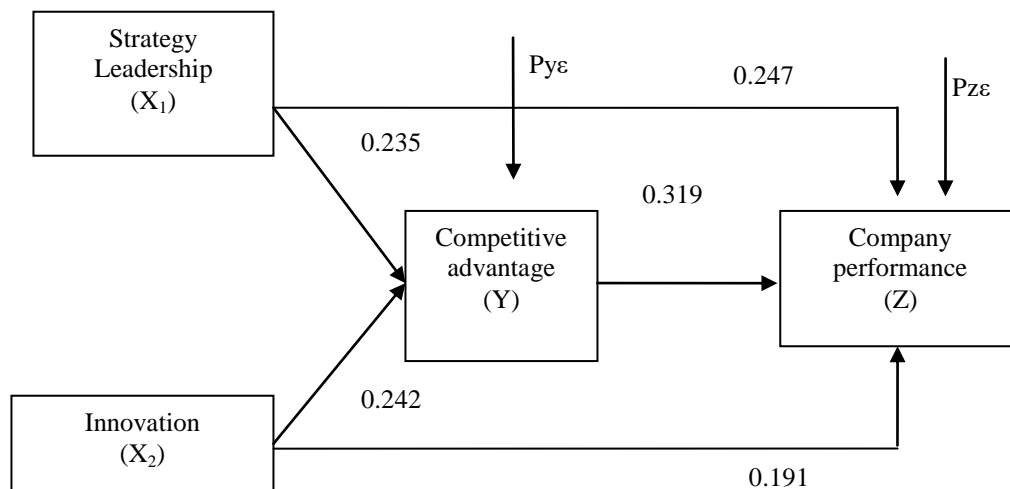 Strategy
Leadership
(X₁)
Pyε
0.247
Pzε
0.235
0.319
Competitive
advantage
(Y)
Company
performance
(Z)
0.242
Innovation
(X₂)
0.191